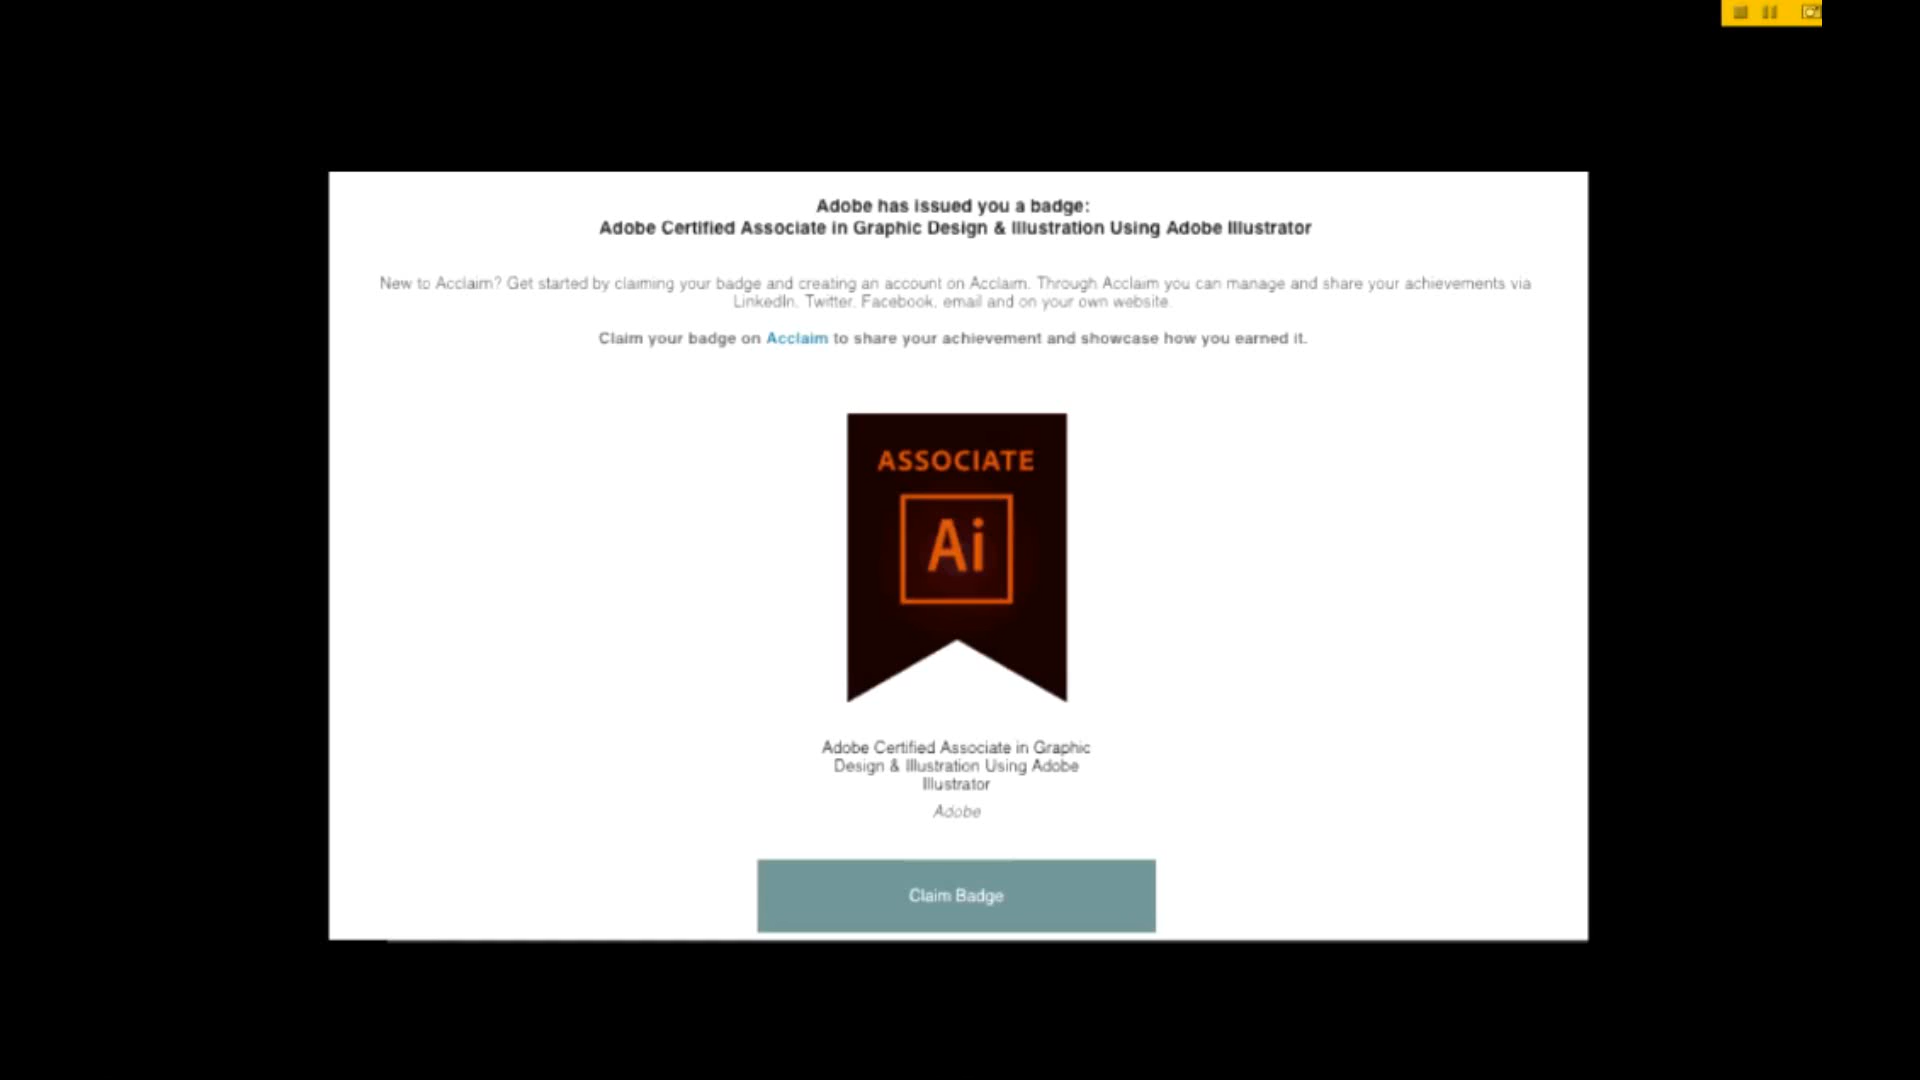 Adobe has issued you a badge:
Adobe Certified Associate in Graphic Design & Illustration Using Adobe Illustrator
New to Acclaim? Get started by claiming your badge and creating an account on Acclaim. Through Acclaim you can manage and share your achievements via
LinkedIn, Twitter, Facebook, email and on your own website.
Claim your badge on Acclaim to share your achievement and showcase how you earned it.
ASSOCIATE
Ai
Adobe Certified Associate in Graphic
Design & Illustration Using Adobe
Illustrator
Adobe
Claim Badge